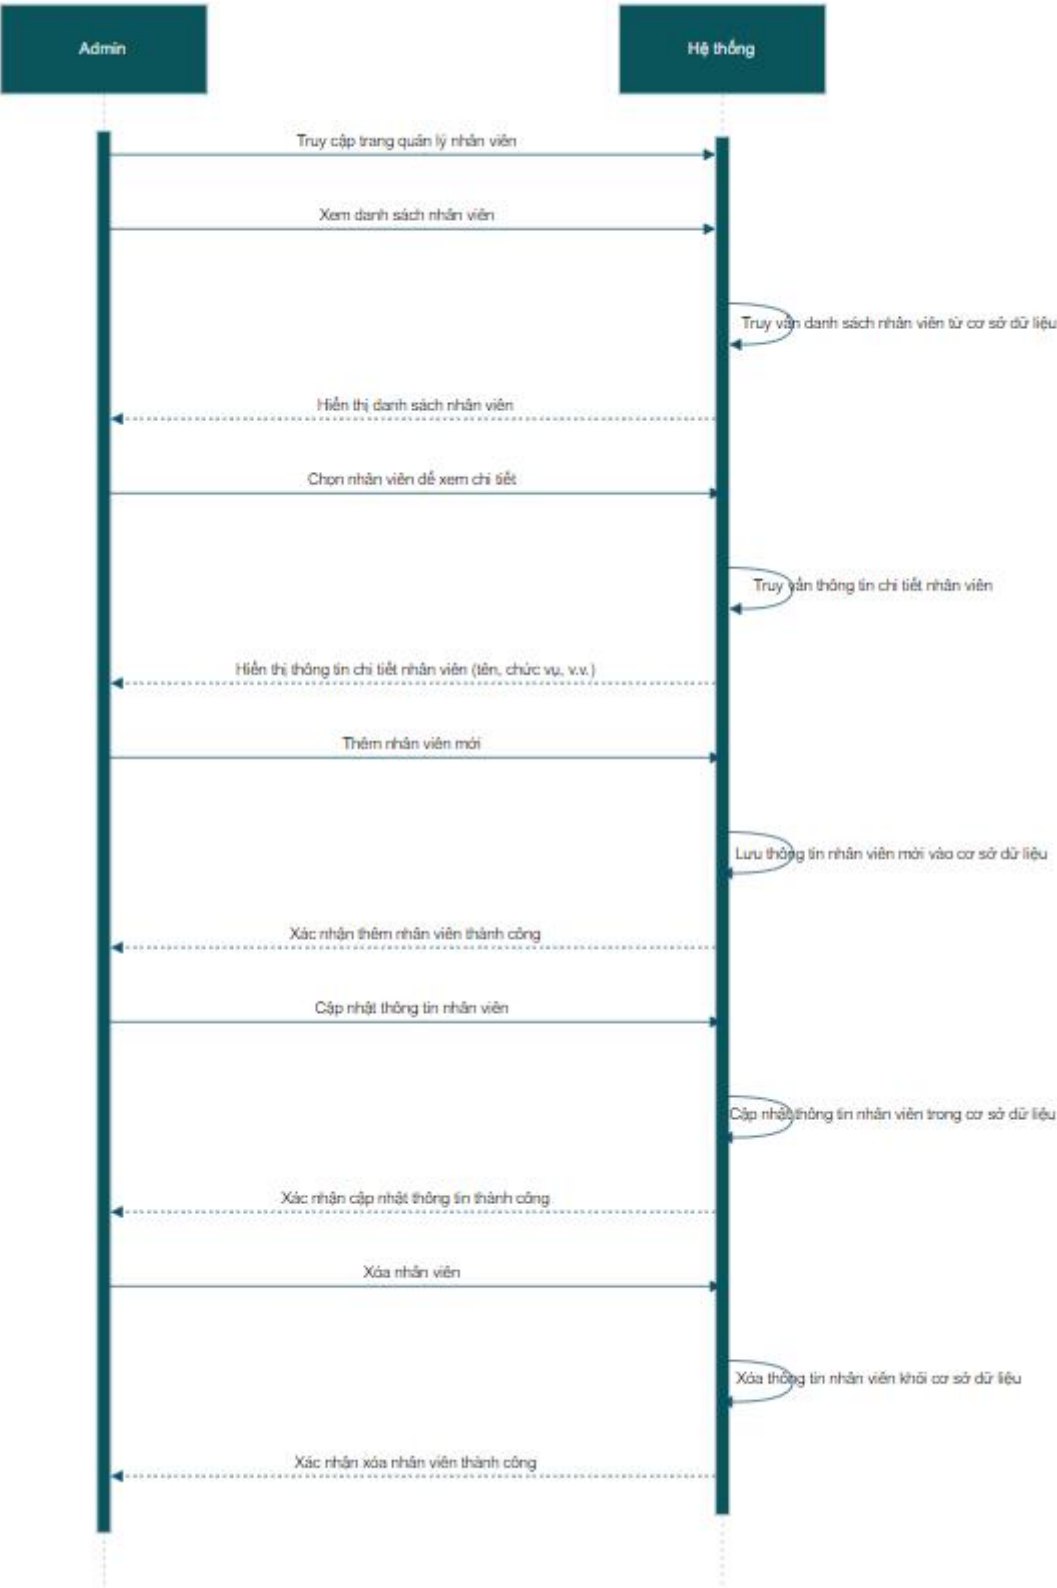 Admin
Hệ thống
Truy cập trang quản lý nhân viên
Xem danh sách nhân viên
Truy vấn danh sách nhân viên từ cơ sở dữ liệu
Hiển thị danh sách nhân viên
Chọn nhân viên để xem chi tiết
Truy vấn thông tin chi tiết nhân viên
Hiển thị thông tin chi tiết nhân viên (tên, chức vụ, v.v.)
Thêm nhân viên mới
Lưu thông tin nhân viên mới vào cơ sở dữ liệu
Xác nhận thêm nhân viên thành công
Cập nhật thông tin nhân viên
Cập nhật thông tin nhân viên trong cơ sở dữ liệu
Xác nhận cập nhật thông tin thành công
Xóa nhân viên
Xóa thông tin nhân viên khỏi cơ sở dữ liệu
Xác nhận xóa nhân viên thành công